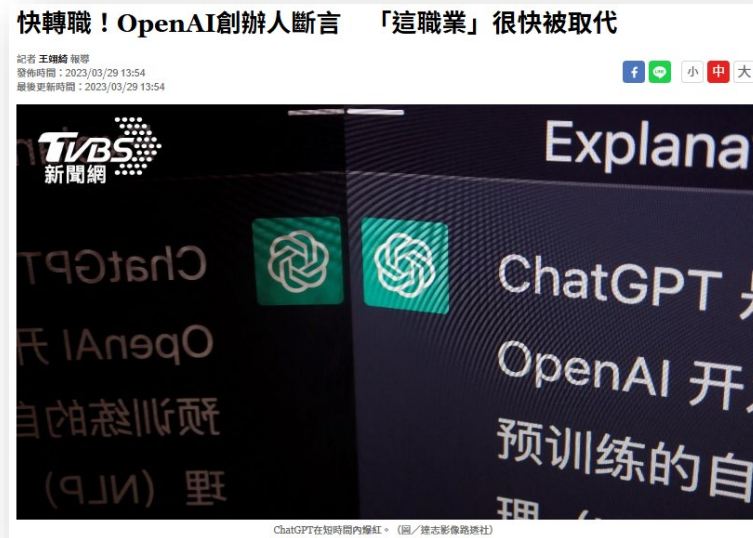 快轉職！OpenAI創辦人斷言 「這職業」很快被取代
記者 王翊綺 報導
發佈時間：2023/03/29 13:54
最後更新時間：2023/03/29 13:54
f
小 中 大
TVBS
新聞網
Explana
ChatGPT
ChatGPT 是
OpenAI 开
OpenAI 开
预训练的自
预训练的自
理（NLP）
理（
ChatGPT在短時間內爆紅。（圖／達志影像路透社）